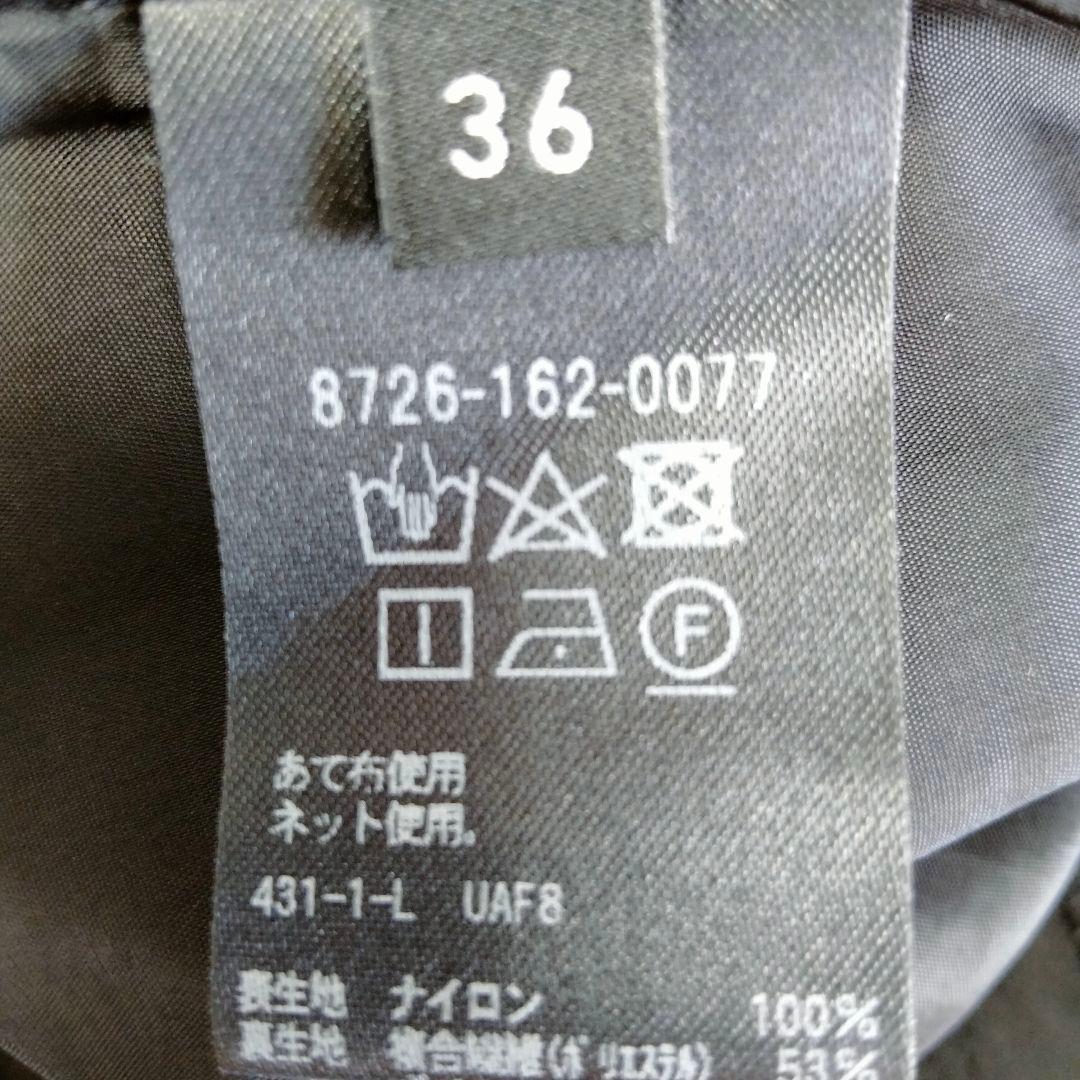 36
8726-162-0077
F
あて布使用
ネット使用。
431-1-L UAF8
表生地 ナイロン 100%
裏生地 複合繊維(ポリエステル) 53%